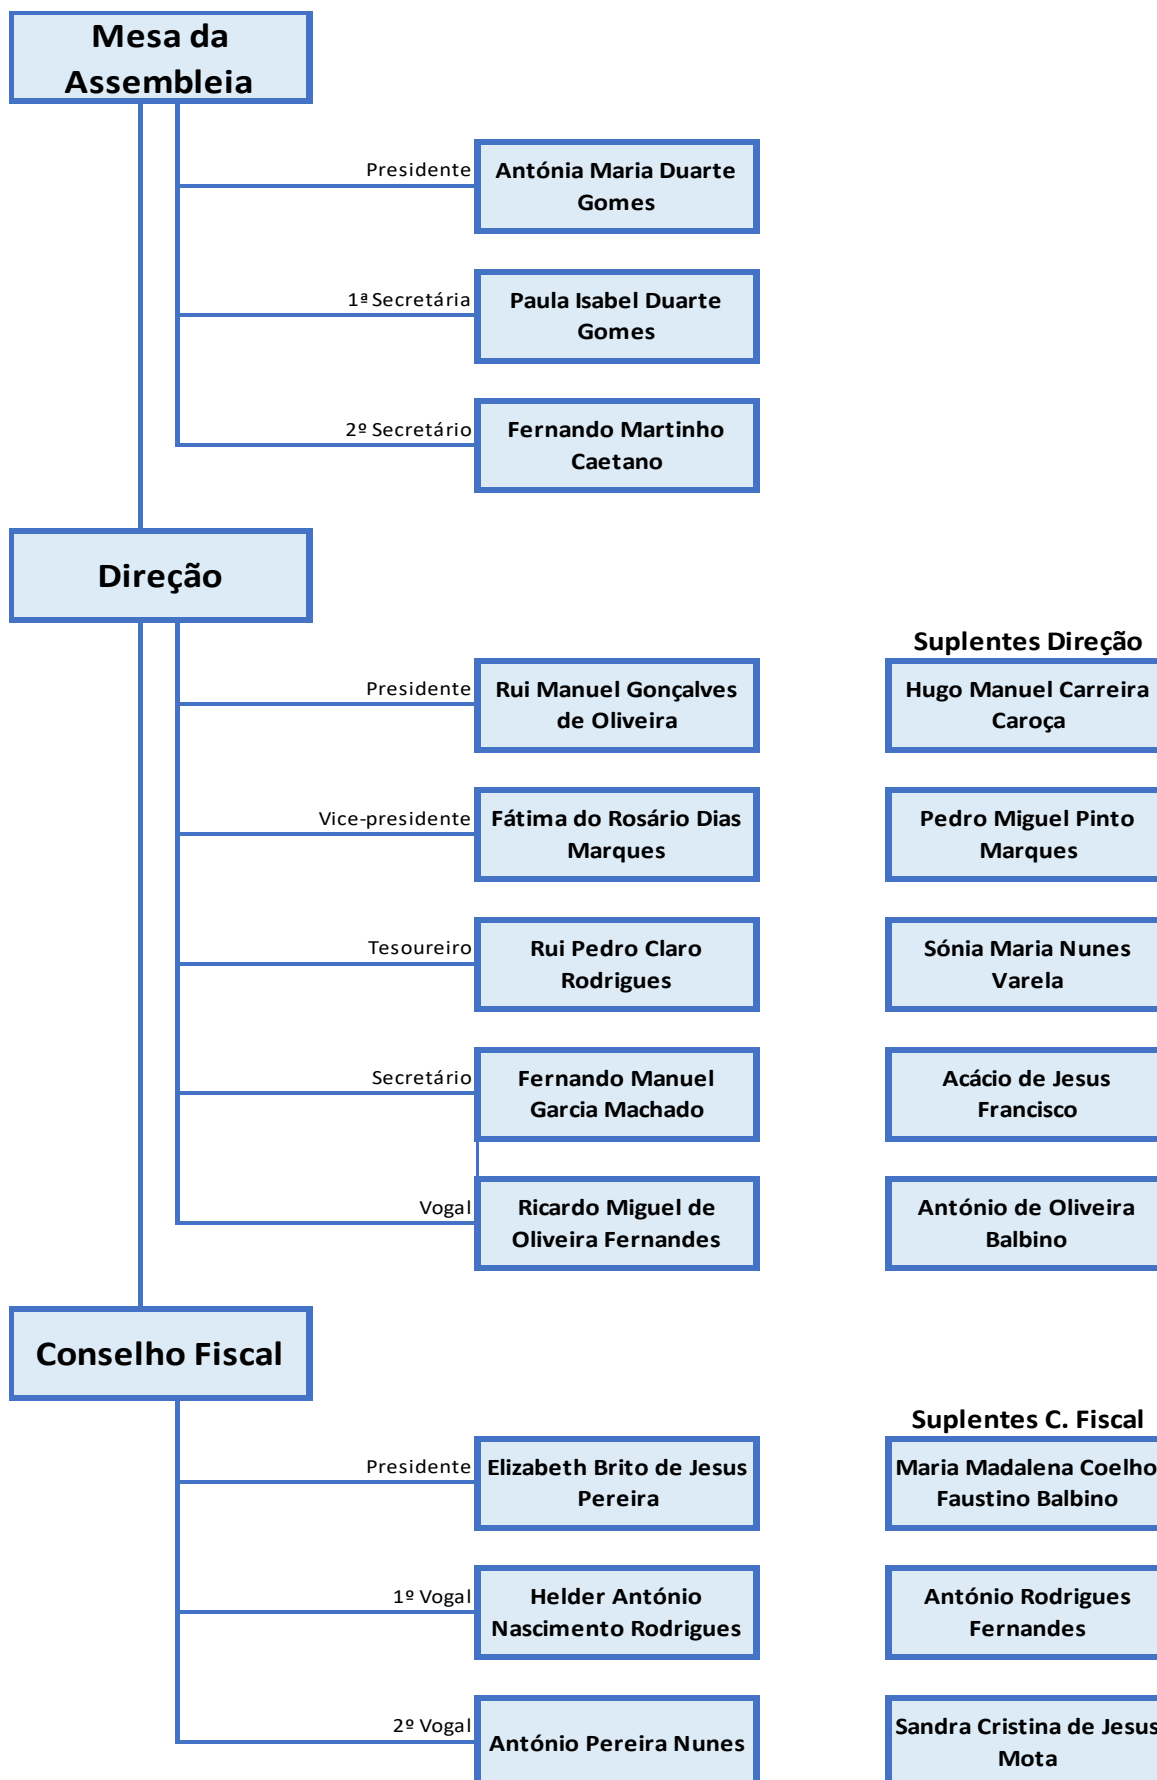 Mesa da
Assembleia
Presidente
Antónia Maria Duarte
Gomes
1ª Secretária
Paula Isabel Duarte
Gomes
2º Secretário
Fernando Martinho
Caetano
Direção
Suplentes Direção
Presidente
Rui Manuel Gonçalves
de Oliveira
Hugo Manuel Carreira
Caroça
Vice-presidente
Fátima do Rosário Dias
Marques
Pedro Miguel Pinto
Marques
Tesoureiro
Rui Pedro Claro
Rodrigues
Sónia Maria Nunes
Varela
Secretário
Fernando Manuel
Garcia Machado
Acácio de Jesus
Francisco
Vogal
Ricardo Miguel de
Oliveira Fernandes
António de Oliveira
Balbino
Conselho Fiscal
Suplentes C. Fiscal
Presidente
Elizabeth Brito de Jesus
Pereira
Maria Madalena Coelho
Faustino Balbino
1º Vogal
Helder António
Nascimento Rodrigues
António Rodrigues
Fernandes
2º Vogal
António Pereira Nunes
Sandra Cristina de Jesus
Mota